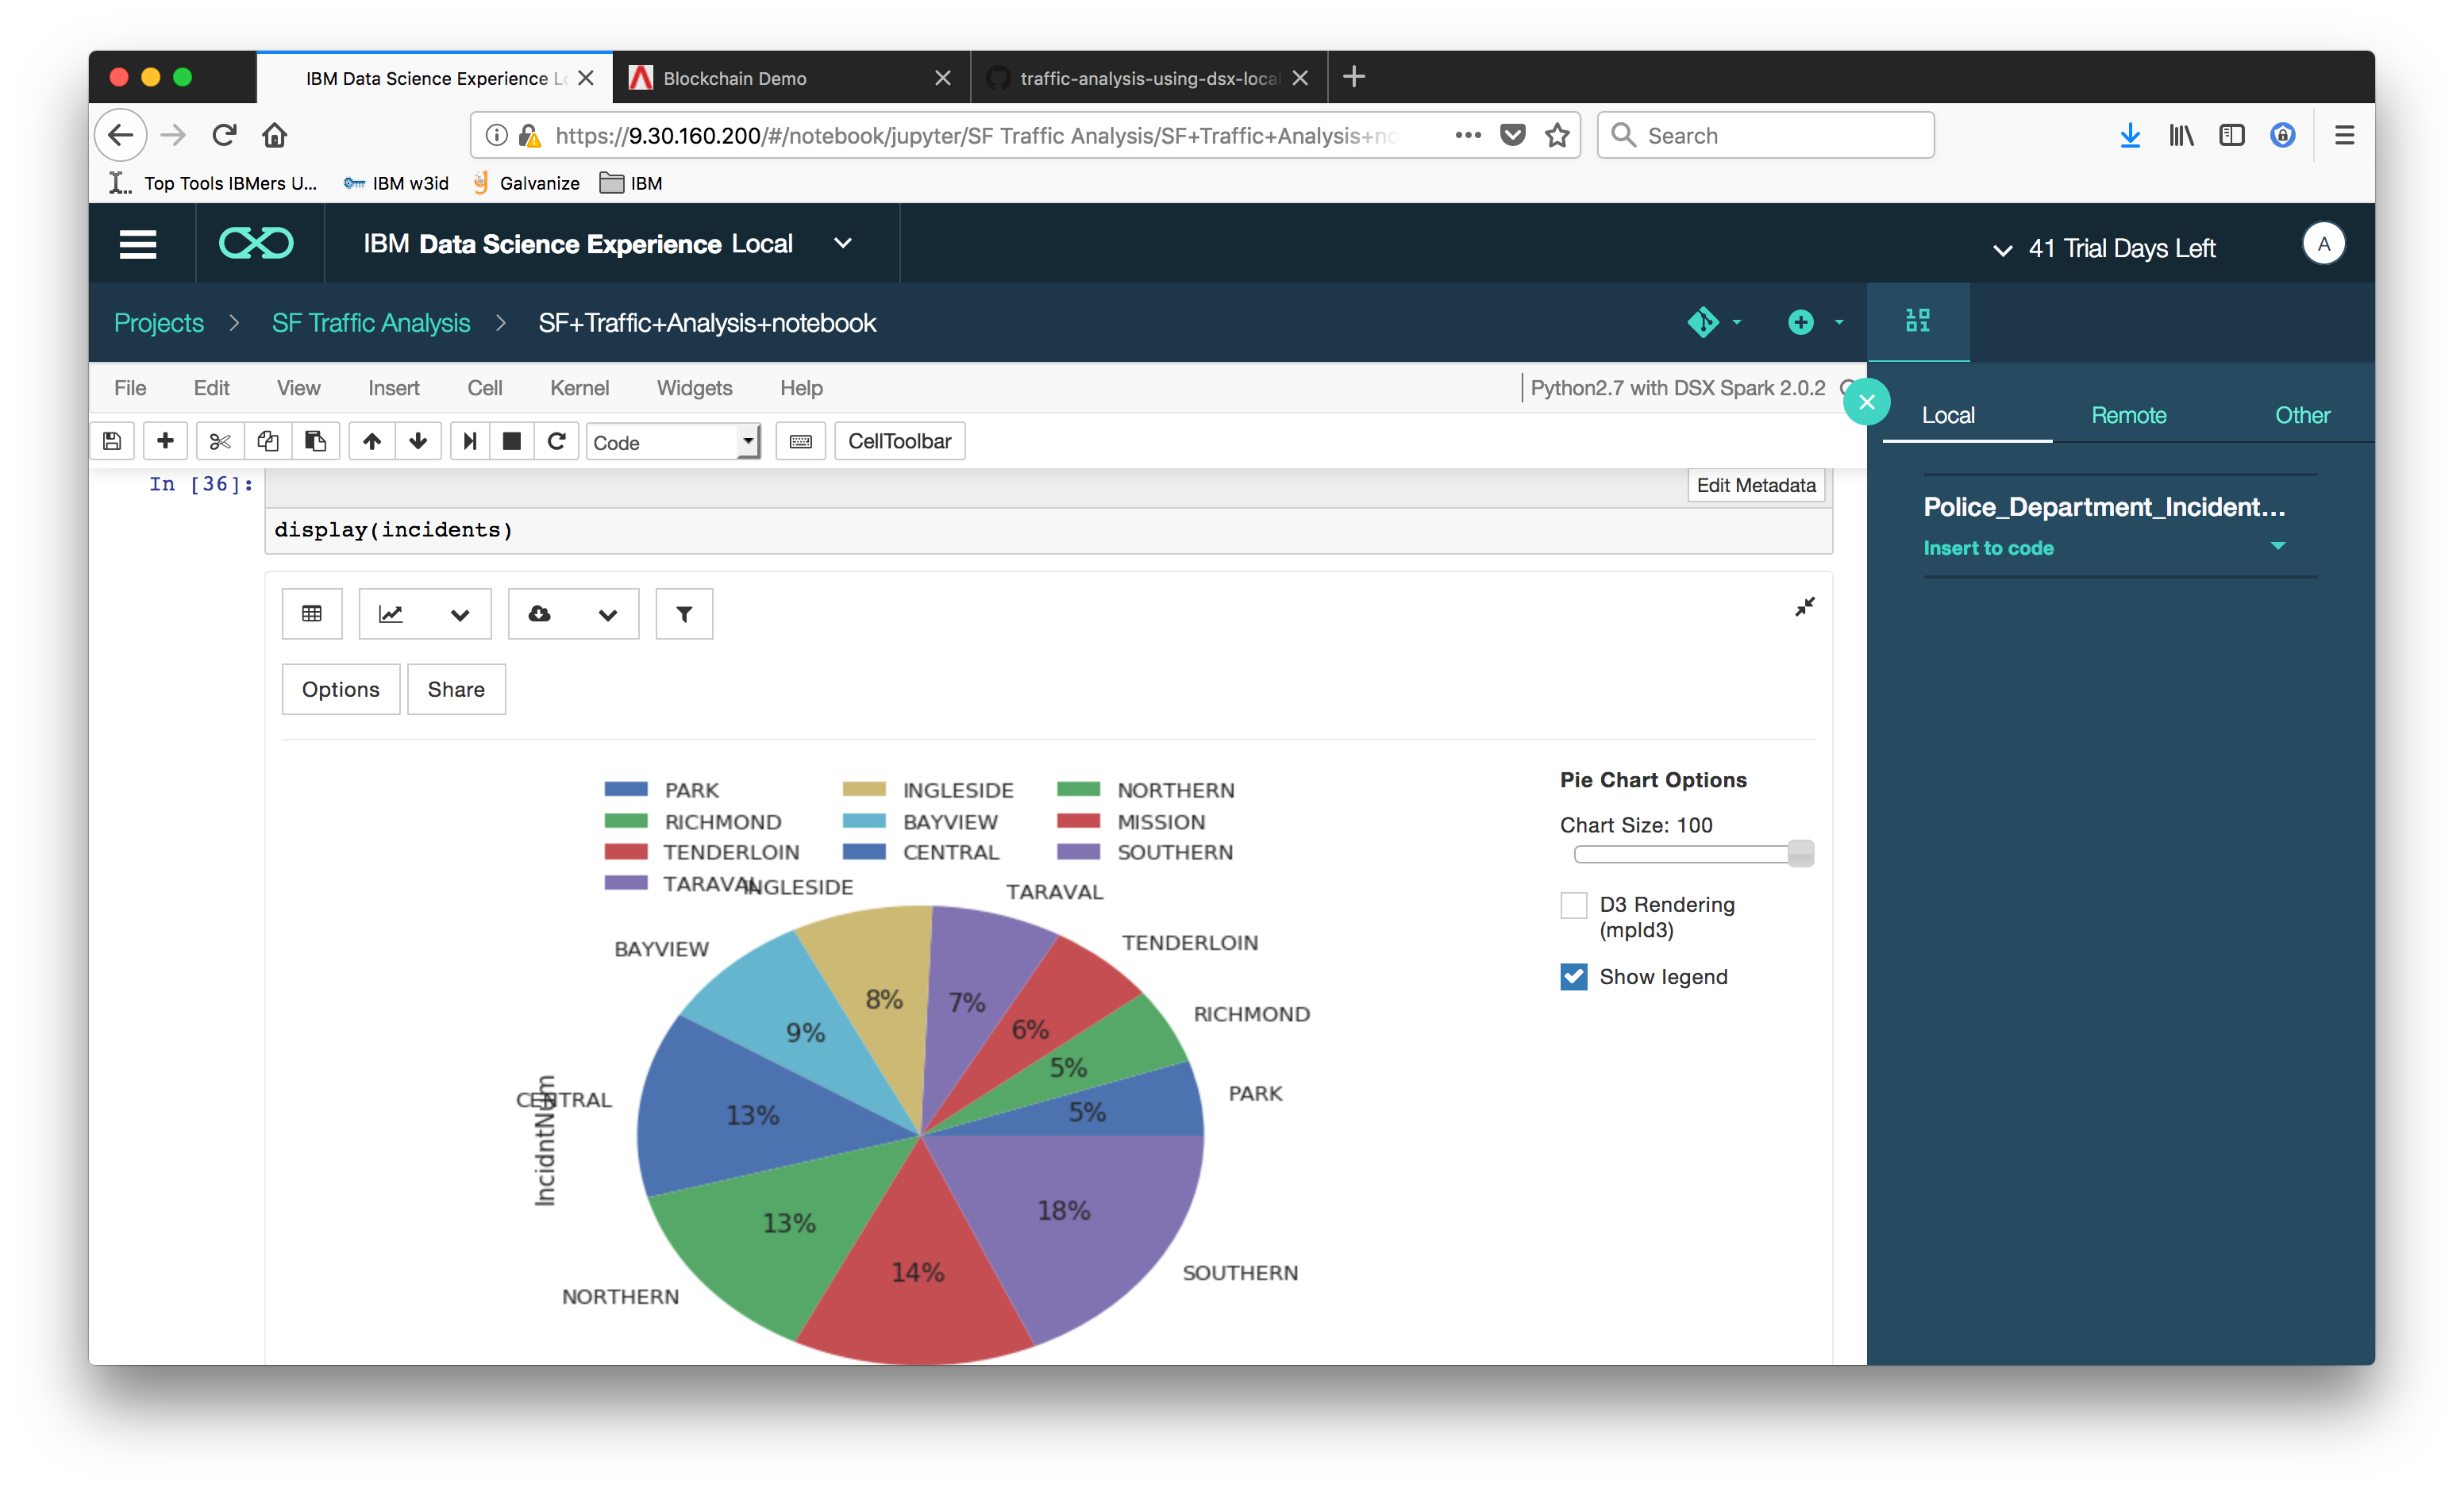 IBM Data Science Experience Lo
Blockchain Demo
traffic-analysis-using-dsx-local
https://9.30.160.200/#/notebook/jupyter/SF Traffic Analysis/SF+Traffic+Analysis+no
Search
Top Tools IBMers U...
IBM w3id
Galvanize
IBM
IBM Data Science Experience Local
41 Trial Days Left
A
Projects > SF Traffic Analysis > SF+Traffic+Analysis+notebook
File Edit View Insert Cell Kernel Widgets Help
Python2.7 with DSX Spark 2.0.2
Code
CellToolbar
Local Remote Other
Police_Department_Incident...
Insert to code
In [36]:
Edit Metadata
display(incidents)
Options
Share
PARK INGLESIDE NORTHERN
RICHMOND BAYVIEW MISSION
TENDERLOIN CENTRAL SOUTHERN
TARAVAL
INGLESIDE
TARAVAL
BAYVIEW
TENDERLOIN
RICHMOND
PARK
CENTRAL
IncidntNum
NORTHERN
SOUTHERN
8%
7%
6%
9%
5%
5%
13%
18%
13%
14%
Pie Chart Options
Chart Size: 100
D3 Rendering
(mpld3)
Show legend